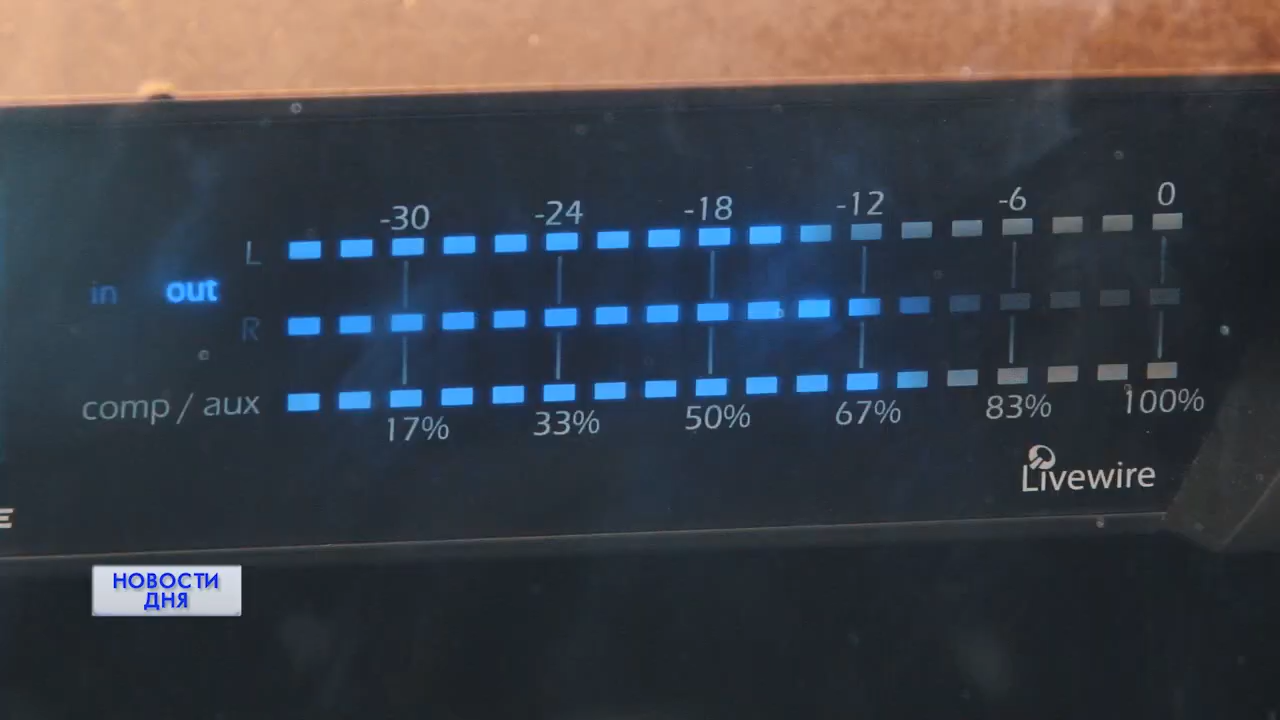 -30 -24 -18 -12 -6 0
L
in out
R
comp / aux
17% 33% 50% 67% 83% 100%
Livewire
E
НОВОСТИ
ДНЯ